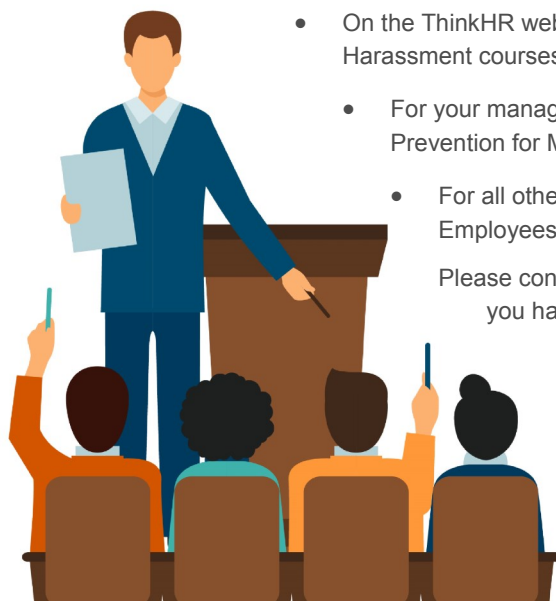 • On the ThinkHR web
Harassment courses
• For your manag
Prevention for M
• For all othe
Employees
Please con
you ha